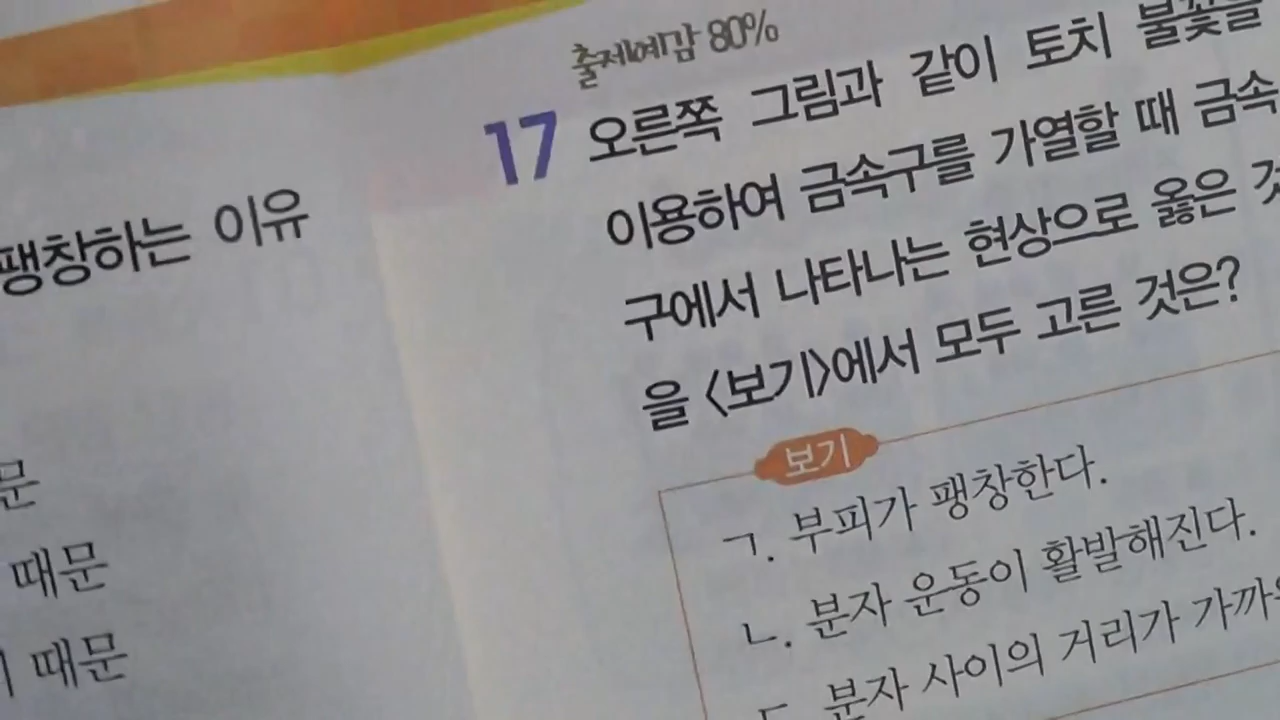 팽창하는 이유
문
때문
때문
출제예감 80%
17 오른쪽 그림과 같이 토치 불꽃을
이용하여 금속구를 가열할 때 금속
구에서 나타나는 현상으로 옳은 것
을 <보기>에서 모두 고른 것은?
보기
ㄱ. 부피가 팽창한다.
ㄴ. 분자 운동이 활발해진다.
ㄷ. 분자 사이의 거리가